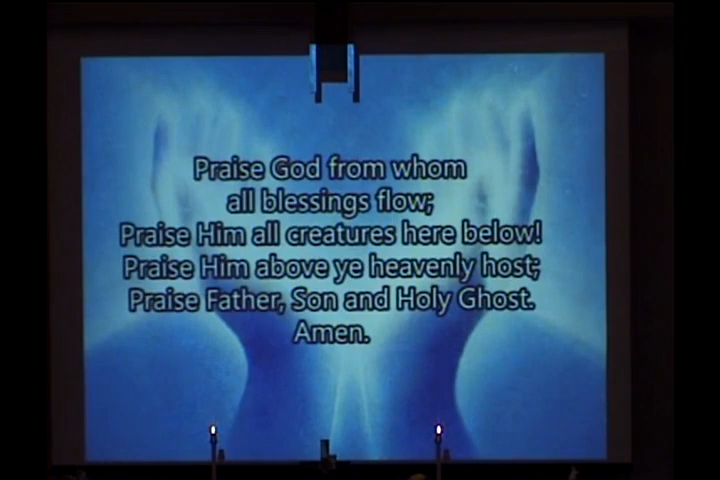 Praise God from whom
all blessings flow;
Praise Him all creatures here below!
Praise Him above ye heavenly host;
Praise Father, Son and Holy Ghost.
Amen.